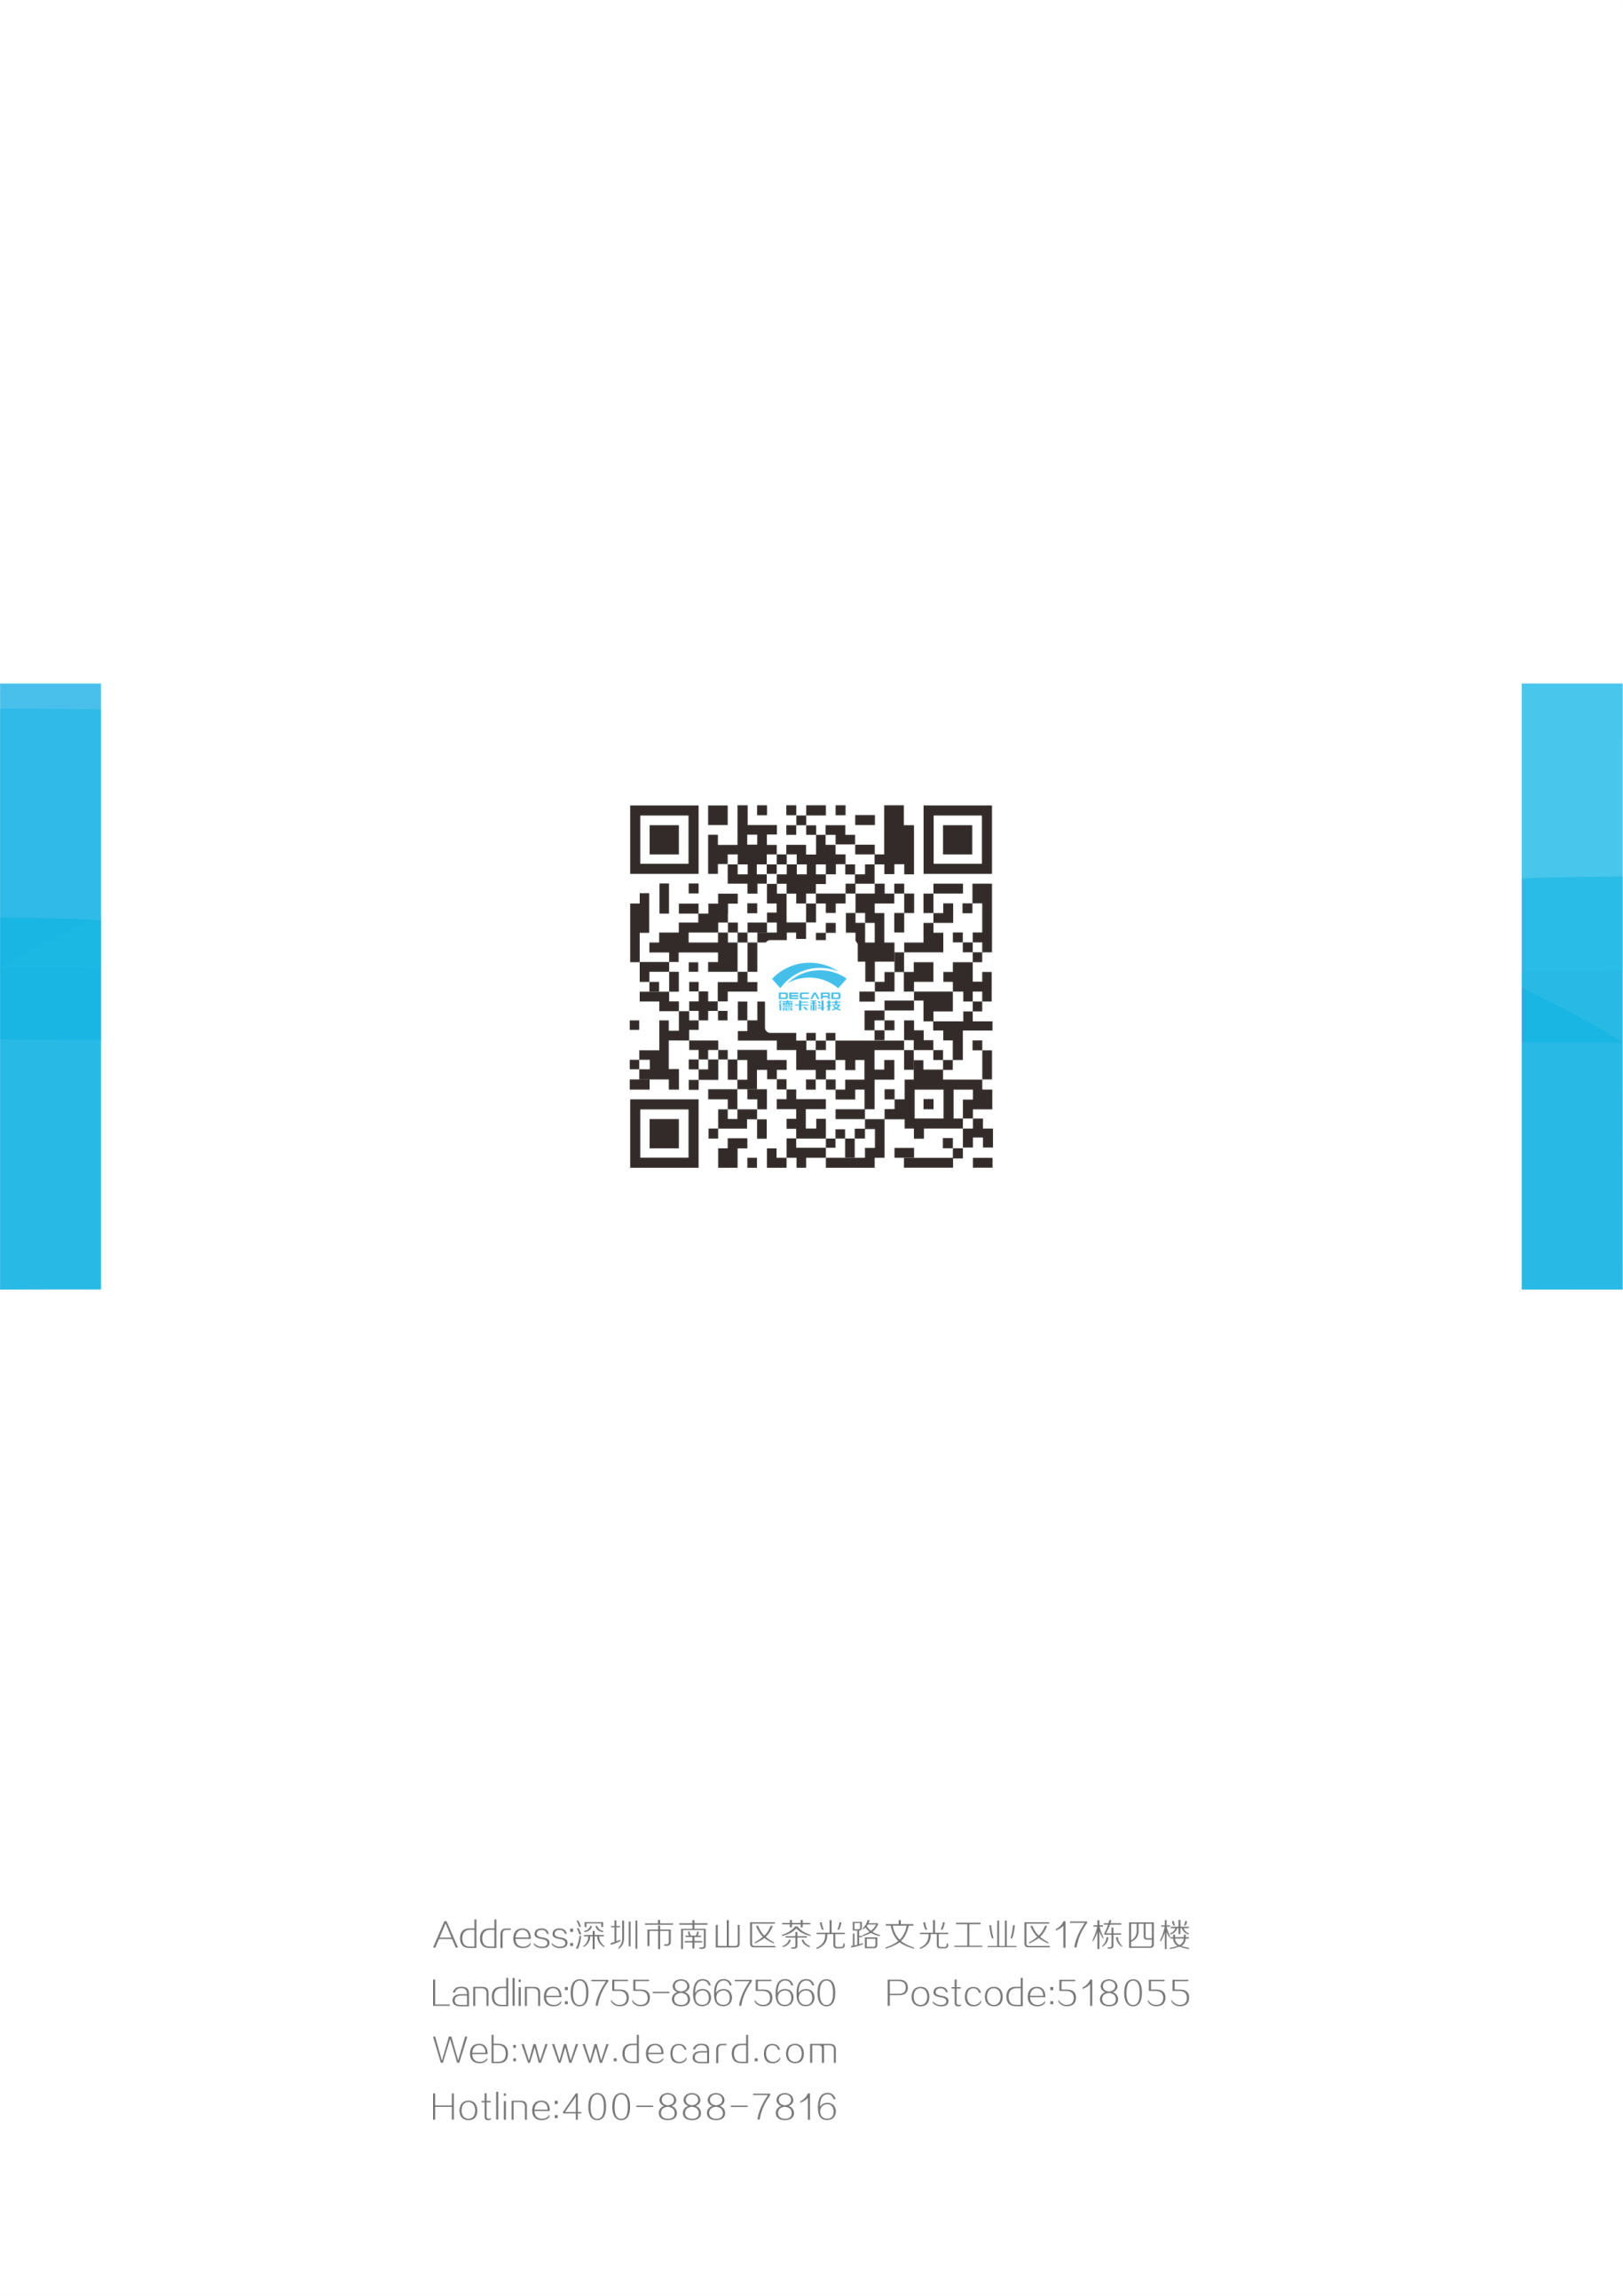 DECARD
德卡科技
Address:深圳市南山区茶光路文光工业区17栋四楼
Landline:0755-86675660 Postcode:518055
Web:www.decard.com
Hotline:400-888-7816